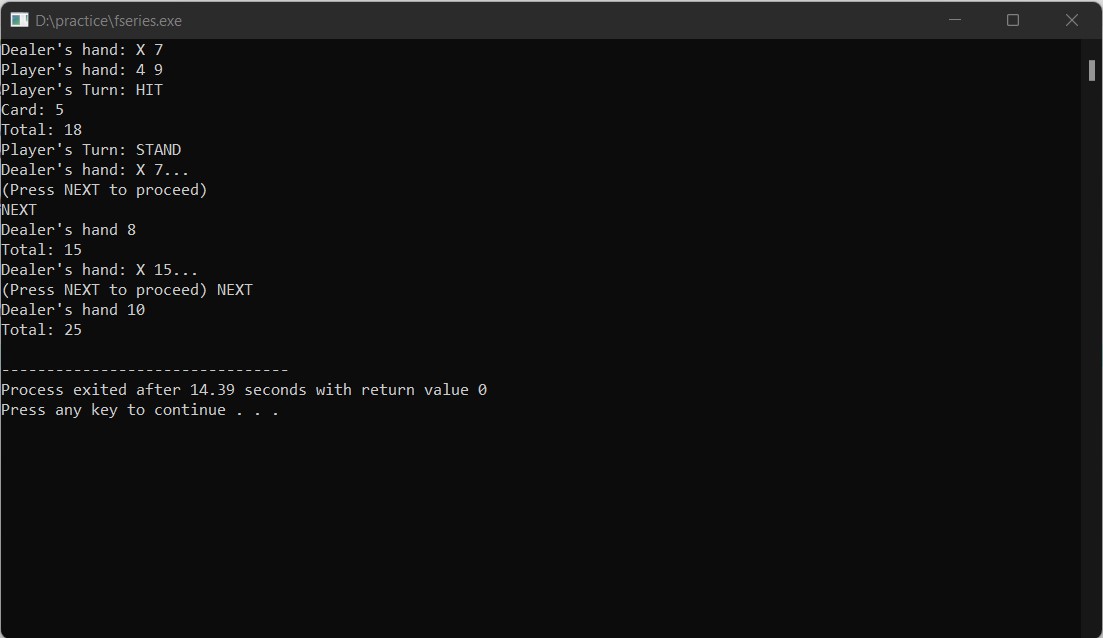 D:\practice\fseries.exe
Dealer's hand: X 7
Player's hand: 4 9
Player's Turn: HIT
Card: 5
Total: 18
Player's Turn: STAND
Dealer's hand: X 7...
(Press NEXT to proceed)
NEXT
Dealer's hand 8
Total: 15
Dealer's hand: X 15...
(Press NEXT to proceed) NEXT
Dealer's hand 10
Total: 25
--------------------------------
Process exited after 14.39 seconds with return value 0
Press any key to continue . . .